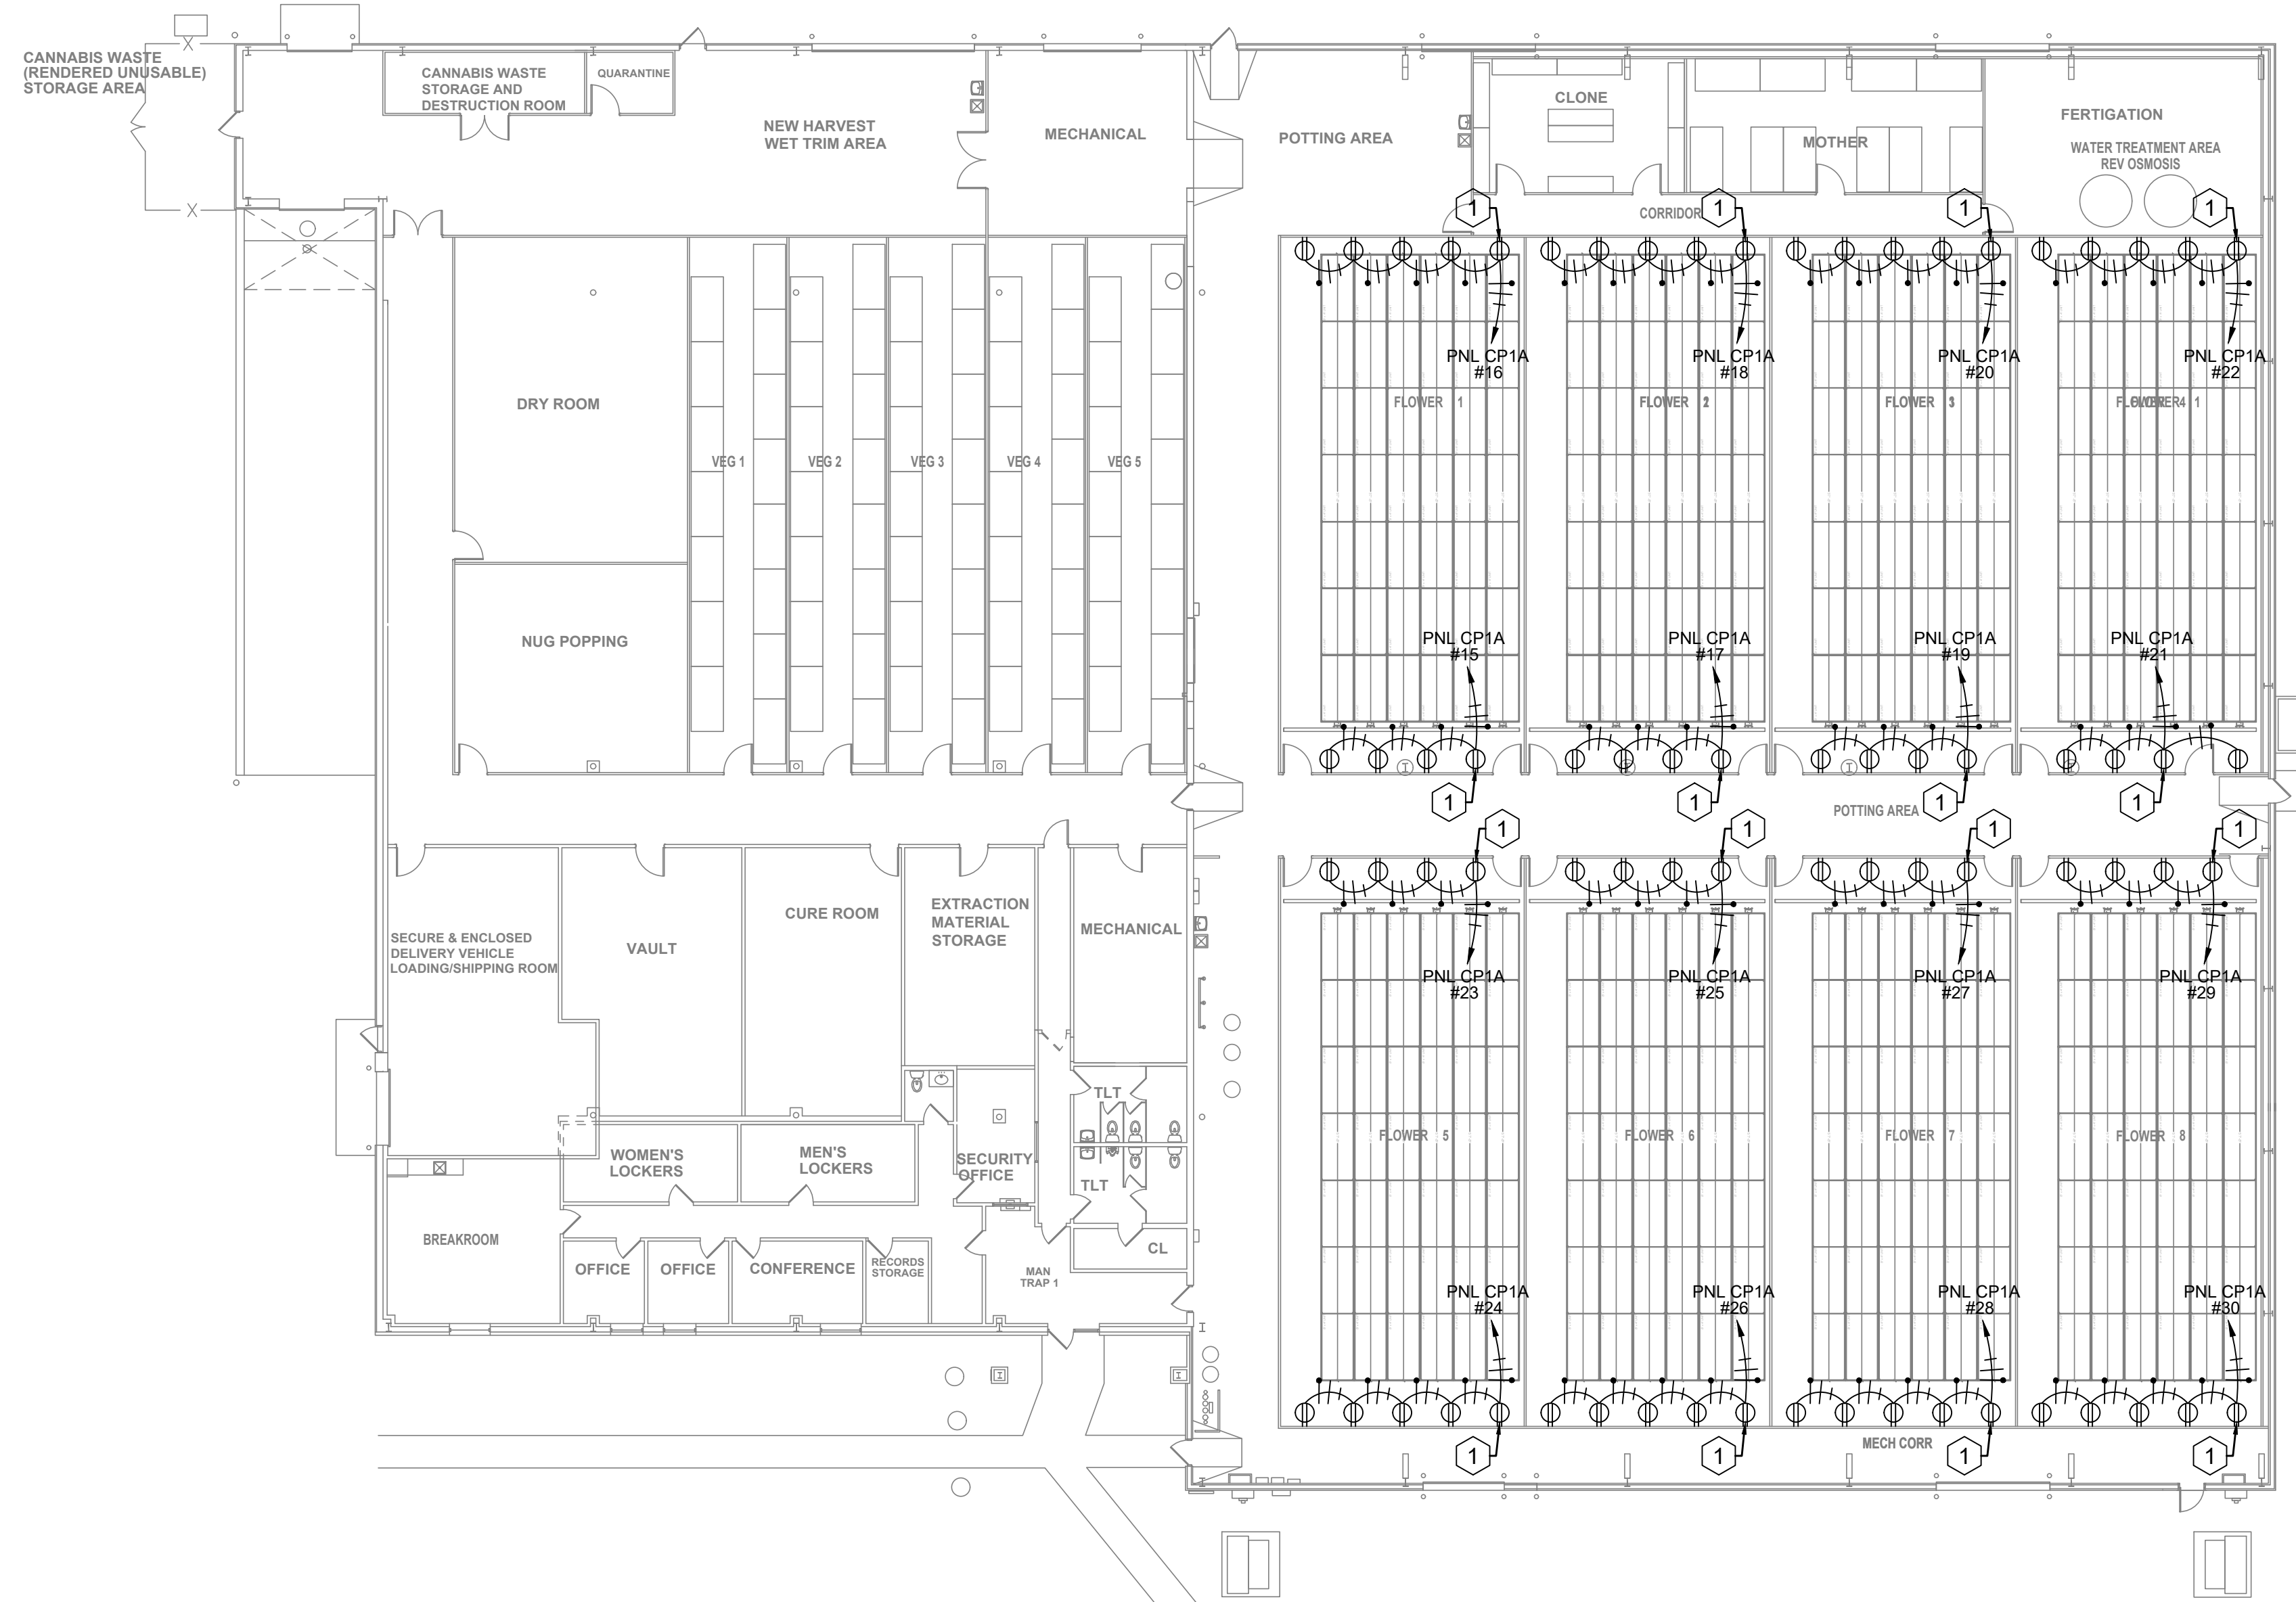 CANNABIS WASTE
(RENDERED UNUSABLE)
STORAGE AREA
CANNABIS WASTE
STORAGE AND
DESTRUCTION ROOM
QUARANTINE
NEW HARVEST
WET TRIM AREA
MECHANICAL
POTTING AREA
CLONE
MOTHER
FERTIGATION
WATER TREATMENT AREA
REV OSMOSIS
CORRIDOR
1
1
1
1
PNL CP1A
#16
PNL CP1A
#18
PNL CP1A
#20
PNL CP1A
#22
DRY ROOM
FLOWER 1
FLOWER 2
FLOWER 3
FLOWER 4
VEG 1
VEG 2
VEG 3
VEG 4
VEG 5
NUG POPPING
PNL CP1A
#15
PNL CP1A
#17
PNL CP1A
#19
PNL CP1A
#21
1
1
1
1
POTTING AREA
1
1
1
1
SECURE & ENCLOSED
DELIVERY VEHICLE
LOADING/SHIPPING ROOM
VAULT
CURE ROOM
EXTRACTION
MATERIAL
STORAGE
MECHANICAL
PNL CP1A
#23
PNL CP1A
#25
PNL CP1A
#27
PNL CP1A
#29
TLT
WOMEN'S
LOCKERS
MEN'S
LOCKERS
SECURITY
OFFICE
TLT
FLOWER 5
FLOWER 6
FLOWER 7
FLOWER 8
BREAKROOM
OFFICE
OFFICE
CONFERENCE
RECORDS
STORAGE
MAN
TRAP 1
CL
PNL CP1A
#24
PNL CP1A
#26
PNL CP1A
#28
PNL CP1A
#30
MECH CORR
1
1
1
1